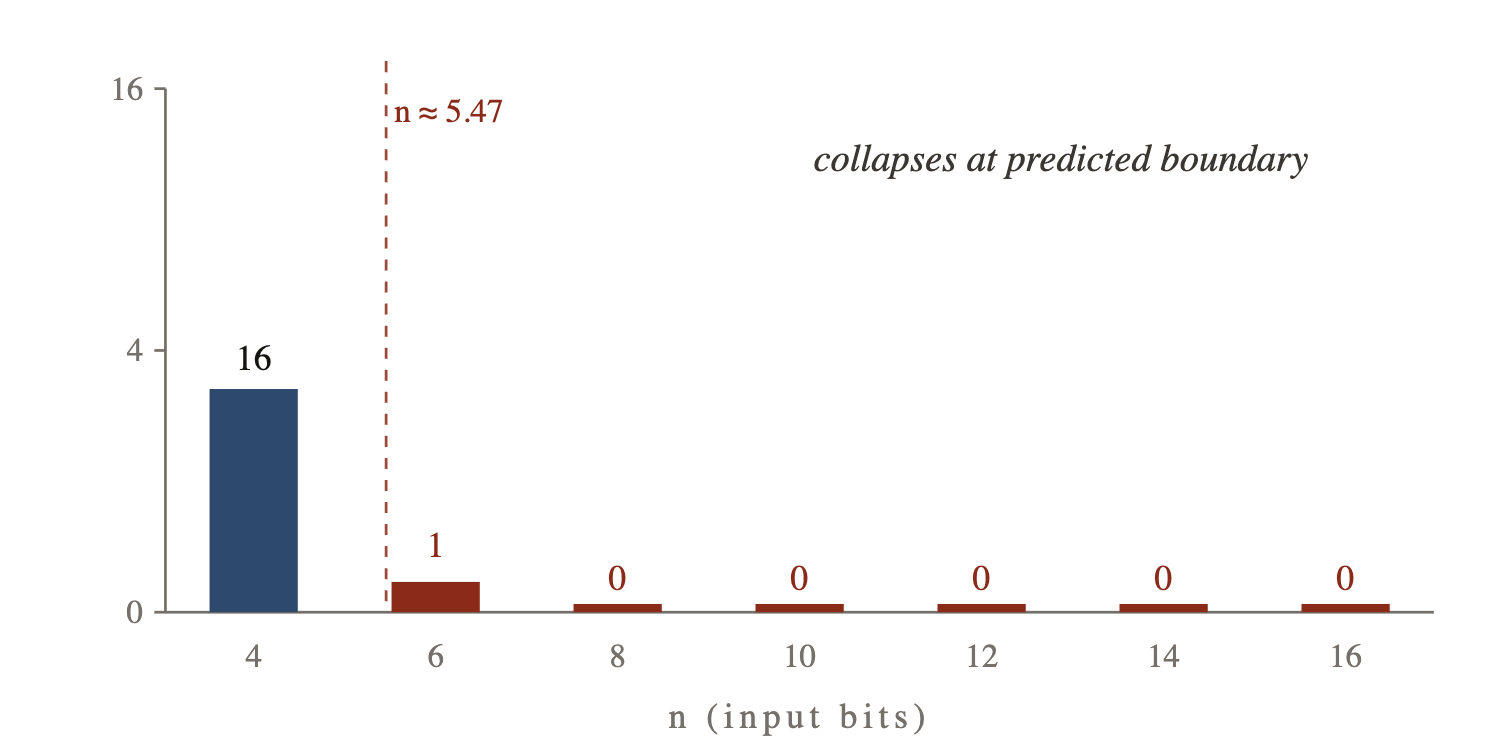 16
n ≈ 5.47
collapses at predicted boundary
4
16
1
0 0 0 0 0
0
4 6 8 10 12 14 16
n (input bits)